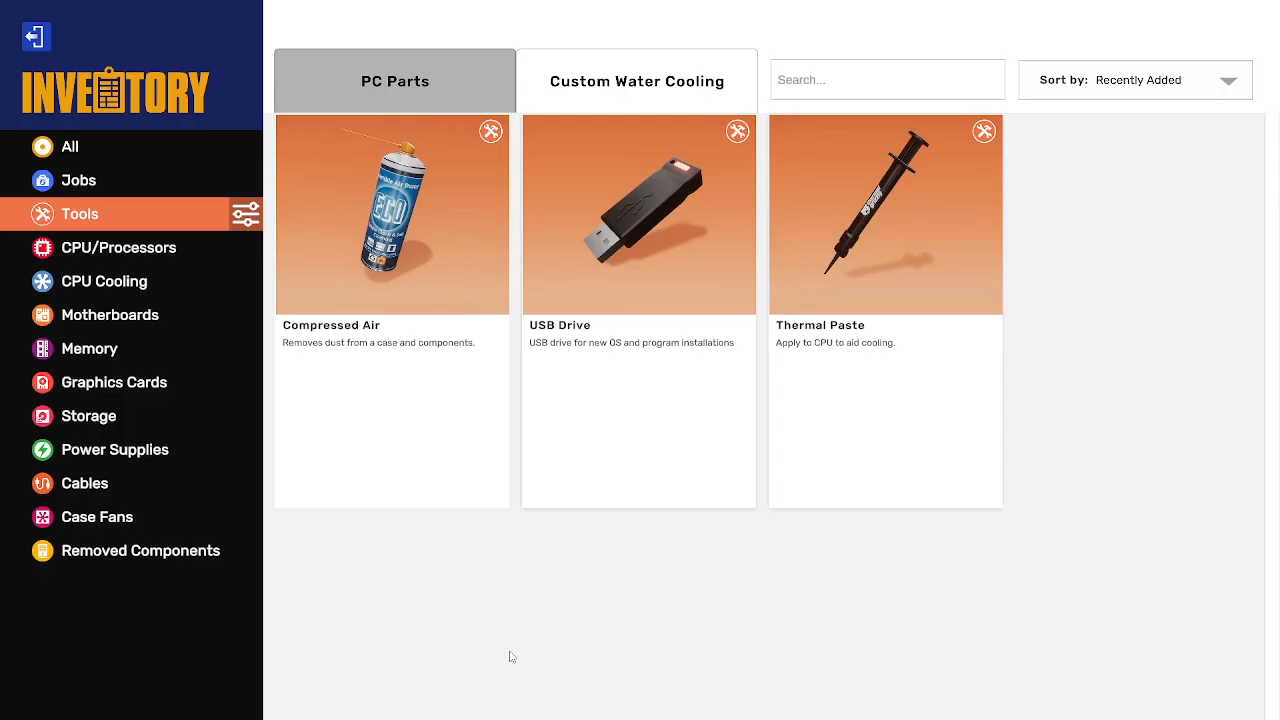 INVENTORY
All
Jobs
Tools
CPU/Processors
CPU Cooling
Motherboards
Memory
Graphics Cards
Storage
Power Supplies
Cables
Case Fans
Removed Components
PC Parts
Custom Water Cooling
Search...
Sort by: Recently Added
ECO
Compressed Air
Removes dust from a case and components.
USB Drive
USB drive for new OS and program installations
Thermal Paste
Apply to CPU to aid cooling.